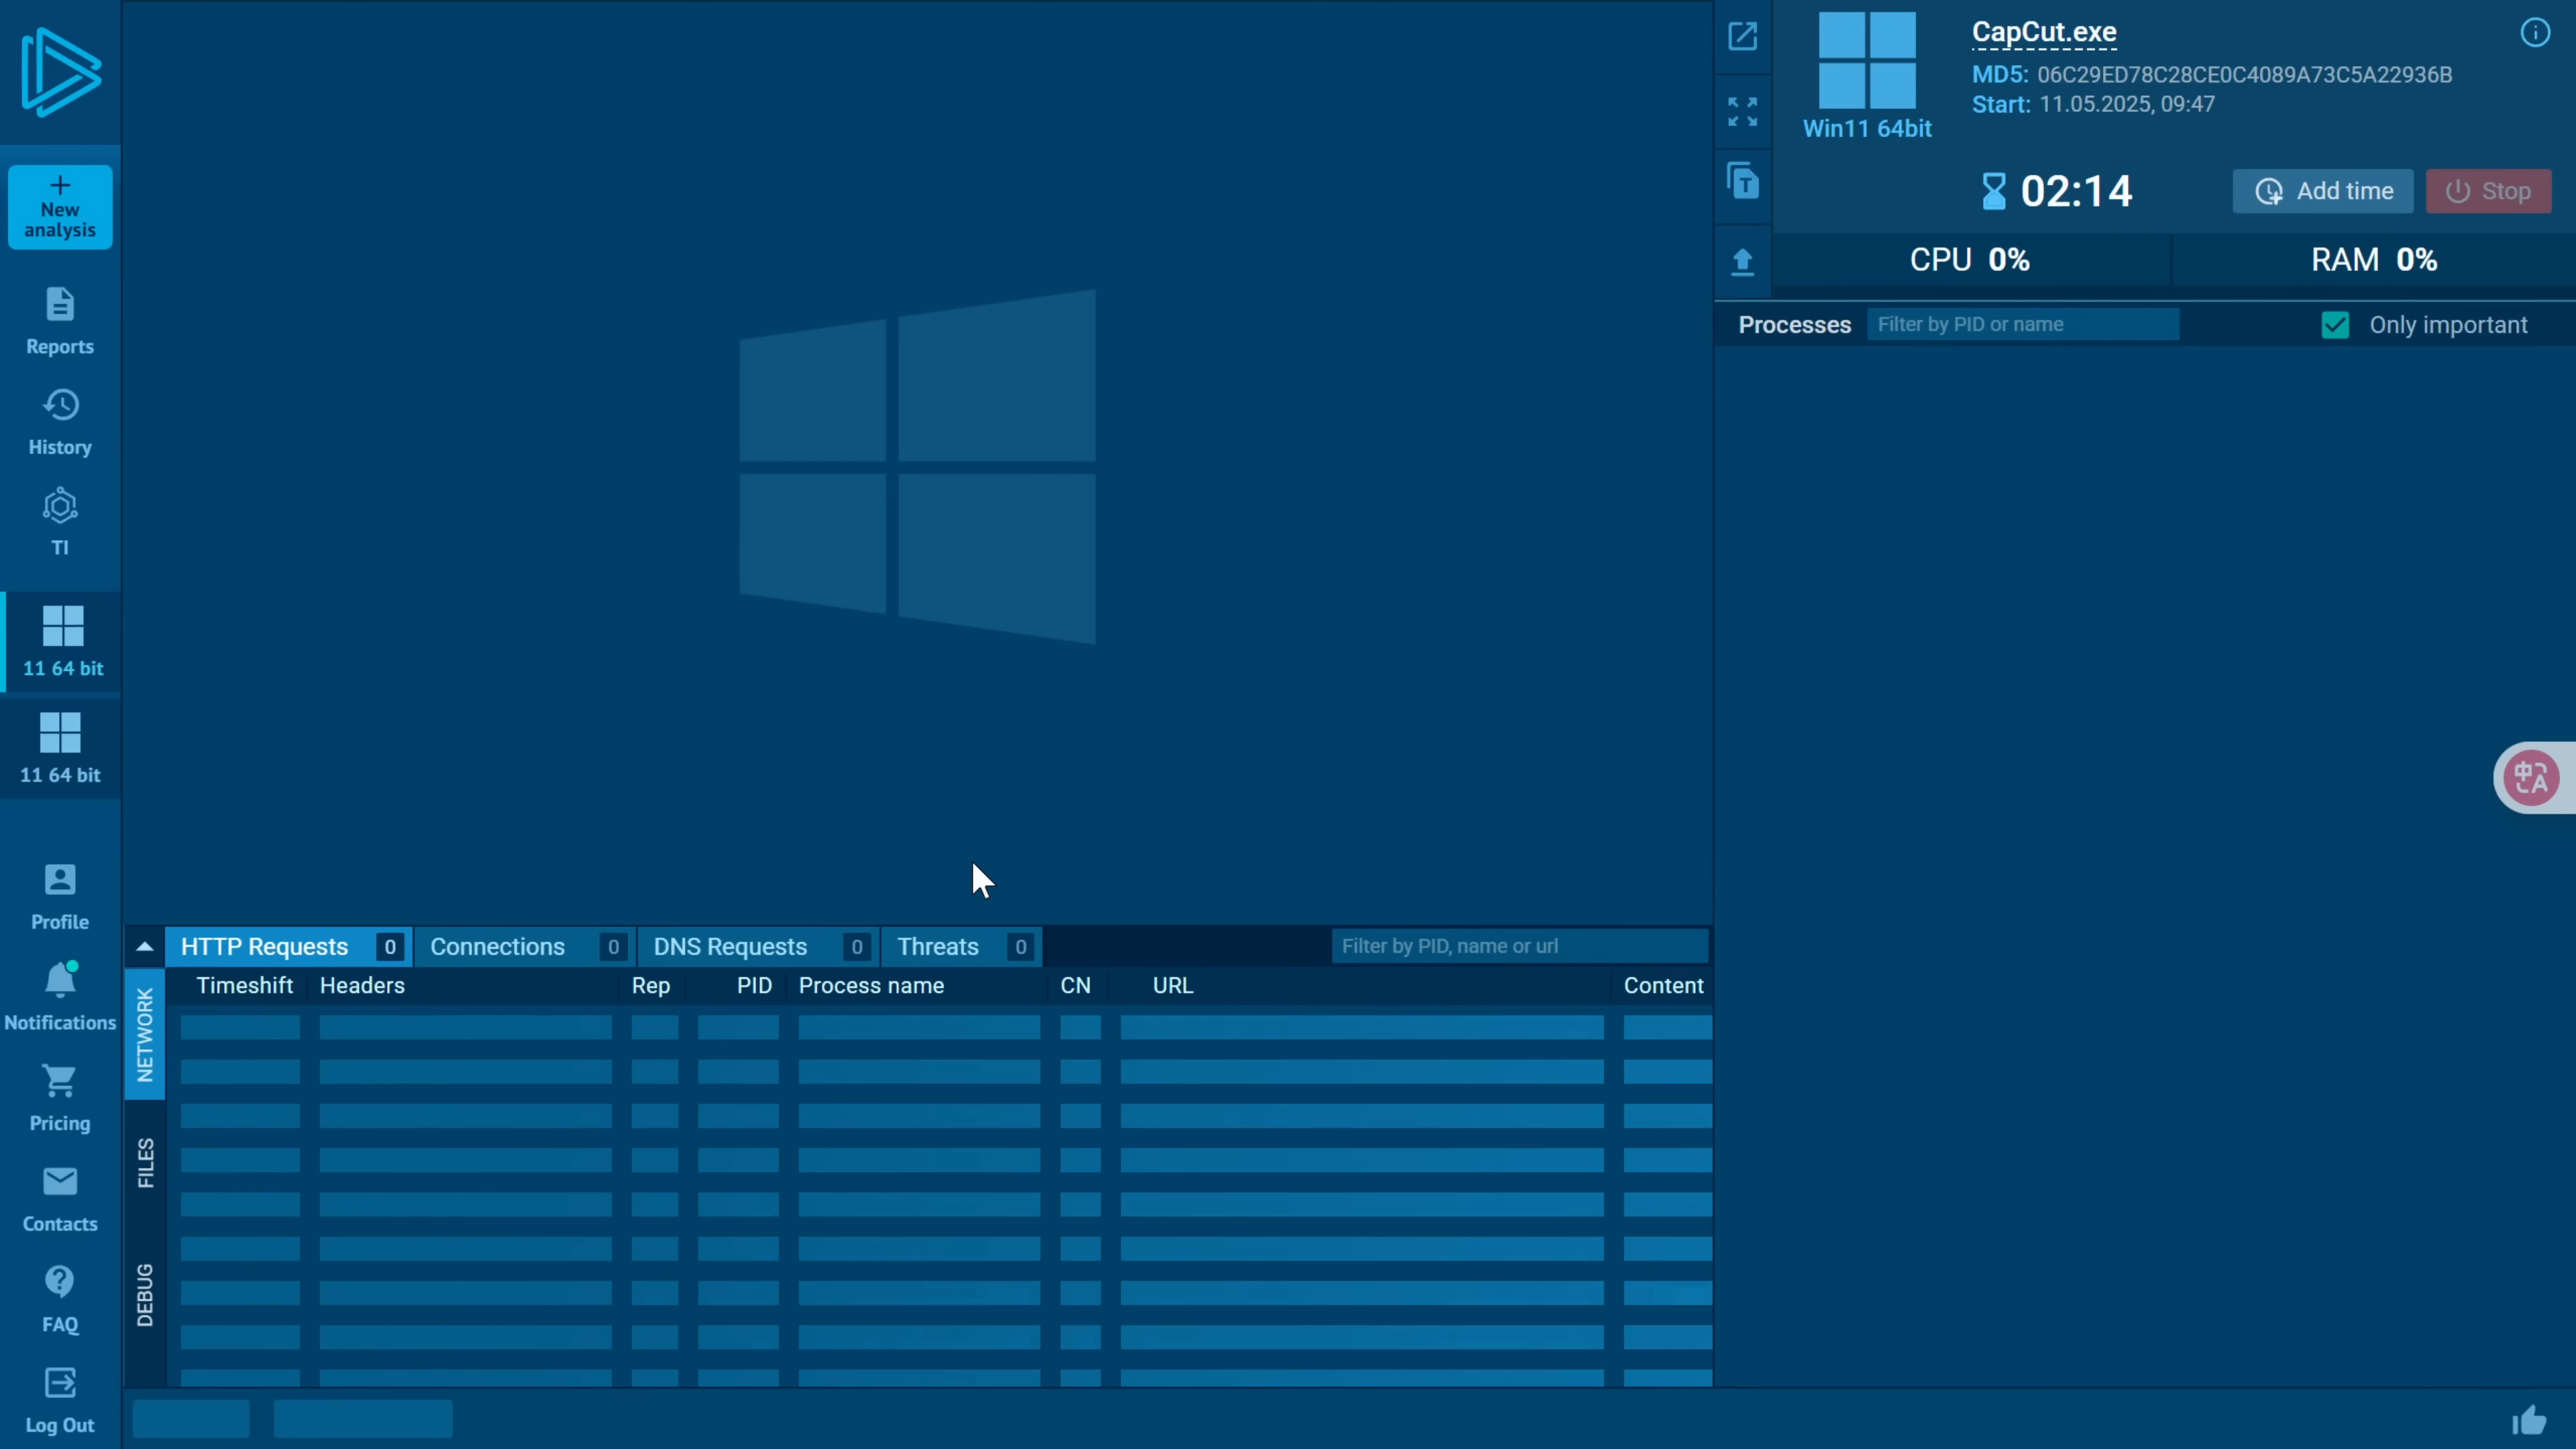 New
analysis
Reports
History
TI
11 64 bit
11 64 bit
Profile
Notifications
Pricing
Contacts
FAQ
Log Out
CapCut.exe
MD5: 06C29ED78C28CE0C4089A73C5A22936B
Start: 11.05.2025, 09:47
Win11 64bit
02:14
Add time
Stop
CPU 0%
RAM 0%
Processes
Filter by PID or name
Only important
中A
HTTP Requests 0
Connections 0
DNS Requests 0
Threats 0
Filter by PID, name or url
Timeshift Headers Rep PID Process name CN URL Content
NETWORK
FILES
DEBUG